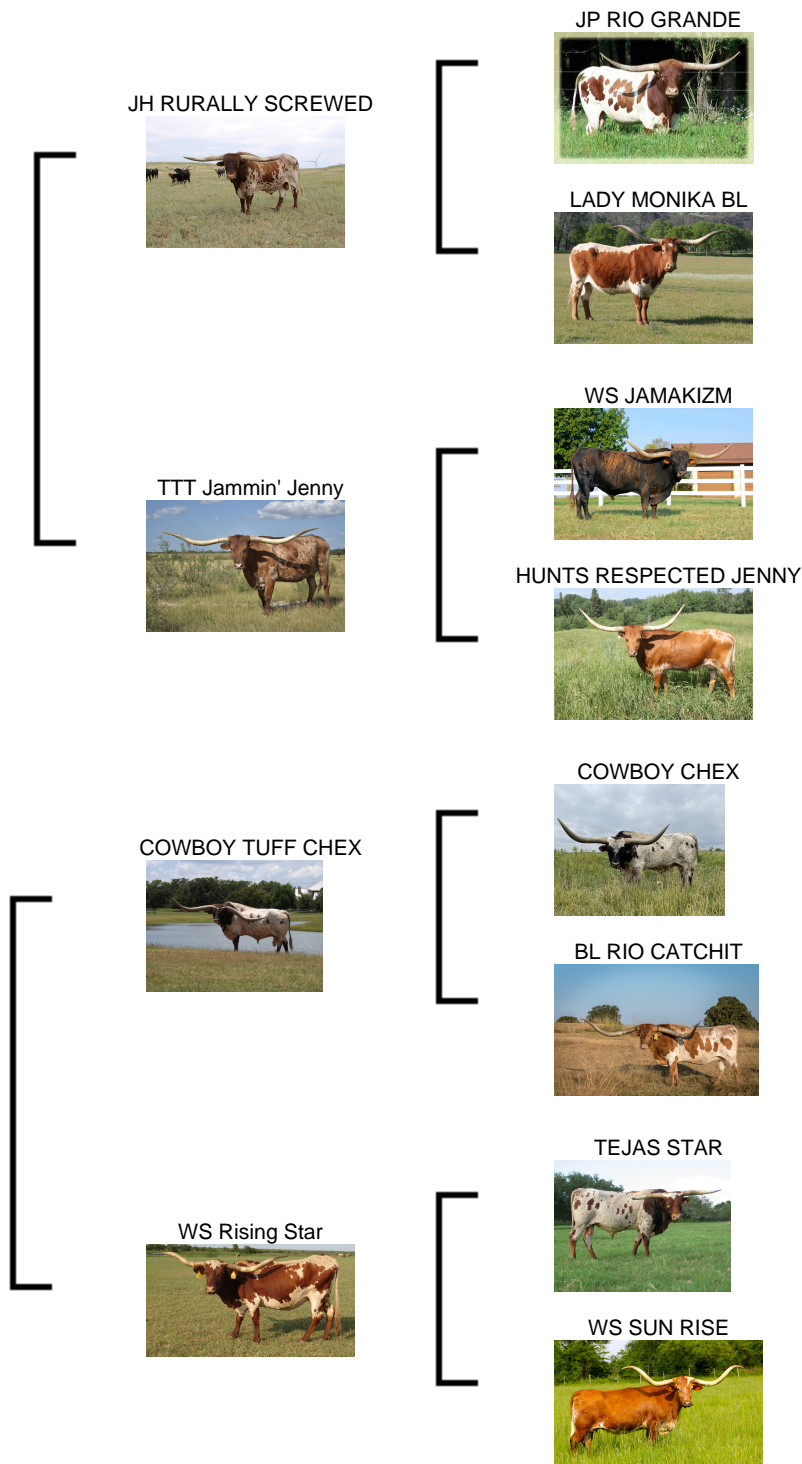 JP RIO GRANDE
JH RURALLY SCREWED
LADY MONIKA BL
WS JAMAKIZM
TTT Jammin' Jenny
HUNTS RESPECTED JENNY
COWBOY CHEX
COWBOY TUFF CHEX
BL RIO CATCHIT
TEJAS STAR
WS Rising Star
WS SUN RISE